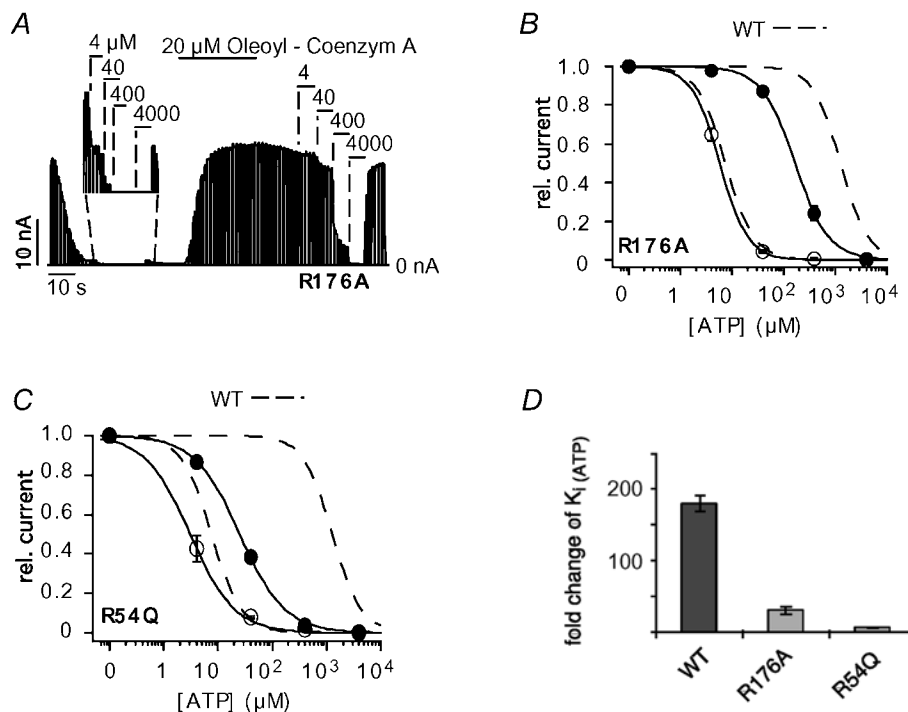 A
4 µM
40
400
4000
20 µM Oleoyl - Coenzym A
4
40
400
4000
10 nA
0 nA
10 s
R176A
B
WT
rel. current
1.0
0.8
0.6
0.4
0.2
0
R176A
0 1 10 10² 10³ 10⁴
[ATP] (µM)
C
WT
rel. current
1.0
0.8
0.6
0.4
0.2
0
R54Q
0 1 10 10² 10³ 10⁴
[ATP] (µM)
D
fold change of Ki (ATP)
200
100
WT
R176A
R54Q